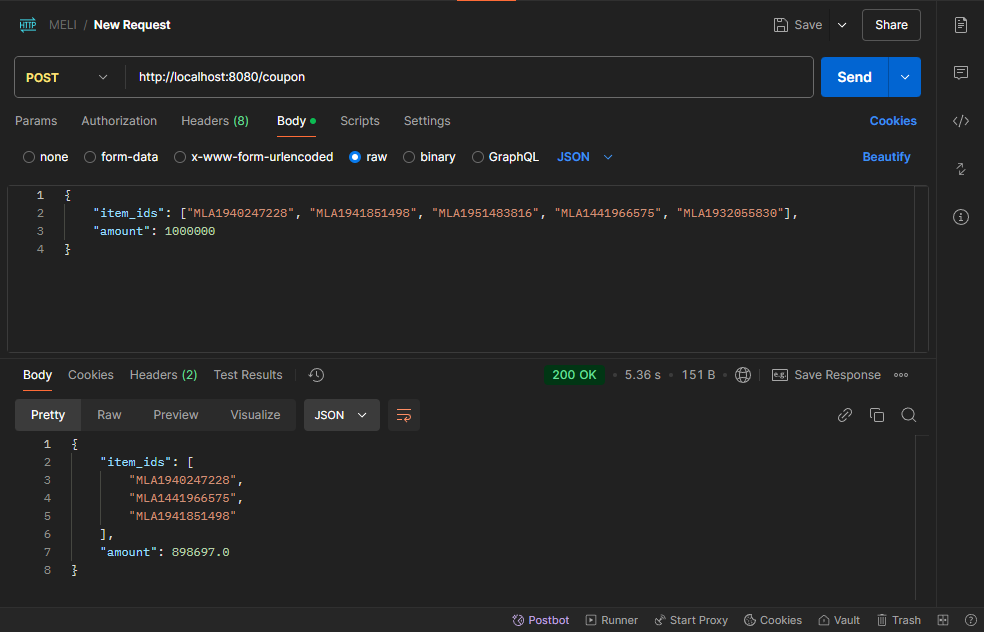 HTTP MELI / New Request Save Share
POST http://localhost:8080/coupon Send
Params Authorization Headers (8) Body Scripts Settings Cookies
none form-data x-www-form-urlencoded raw binary GraphQL JSON Beautify
1 {
2 "item_ids": ["MLA1940247228", "MLA1941851498", "MLA1951483816", "MLA1441966575", "MLA1932055830"],
3 "amount": 1000000
4 }
Body Cookies Headers (2) Test Results 200 OK • 5.36 s • 151 B • e.g. Save Response
Pretty Raw Preview Visualize JSON
1 {
2 "item_ids": [
3 "MLA1940247228",
4 "MLA1441966575",
5 "MLA1941851498"
6 ],
7 "amount": 898697.0
8 }
Postbot Runner Start Proxy Cookies Vault Trash